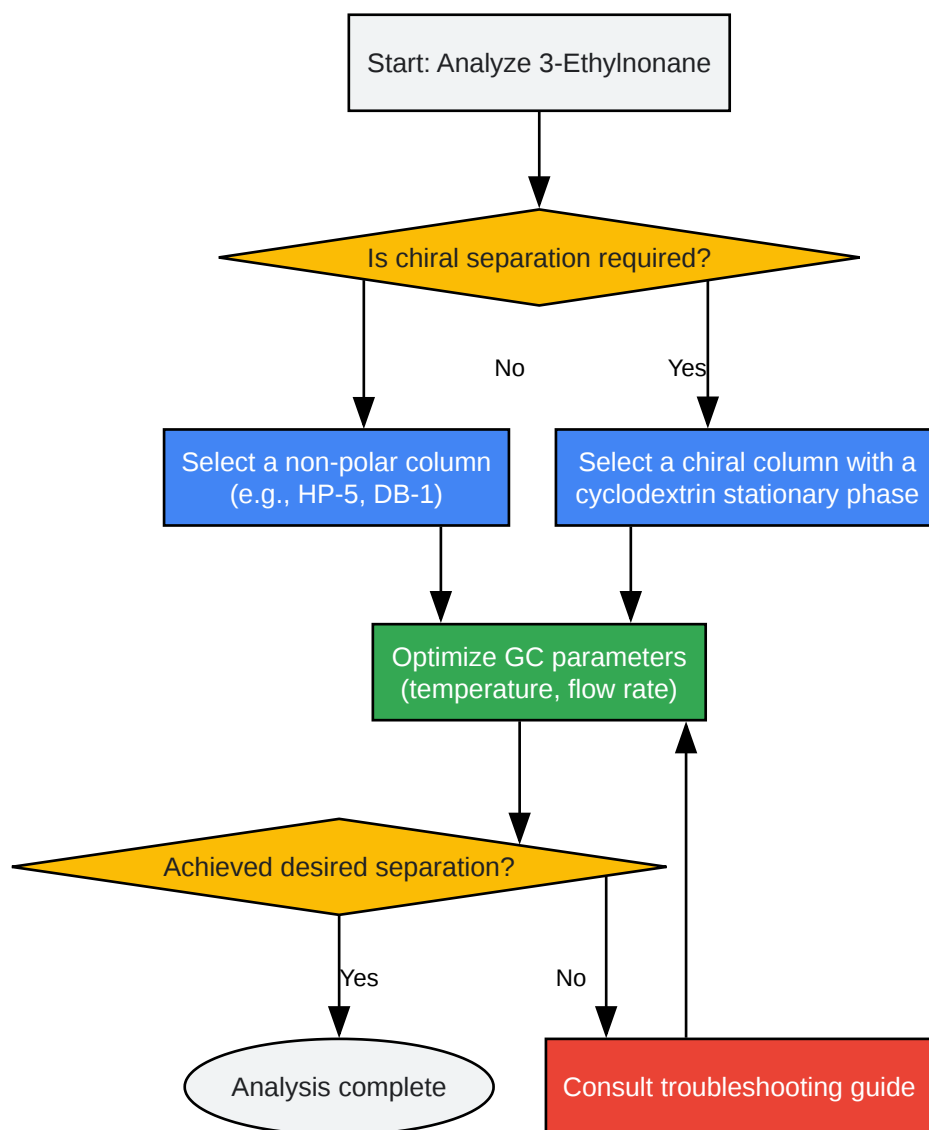 Start: Analyze 3-Ethylnonane
Is chiral separation required?
No
Yes
Select a non-polar column
(e.g., HP-5, DB-1)
Select a chiral column with a
cyclodextrin stationary phase
Optimize GC parameters
(temperature, flow rate)
Achieved desired separation?
Yes
No
Analysis complete
Consult troubleshooting guide